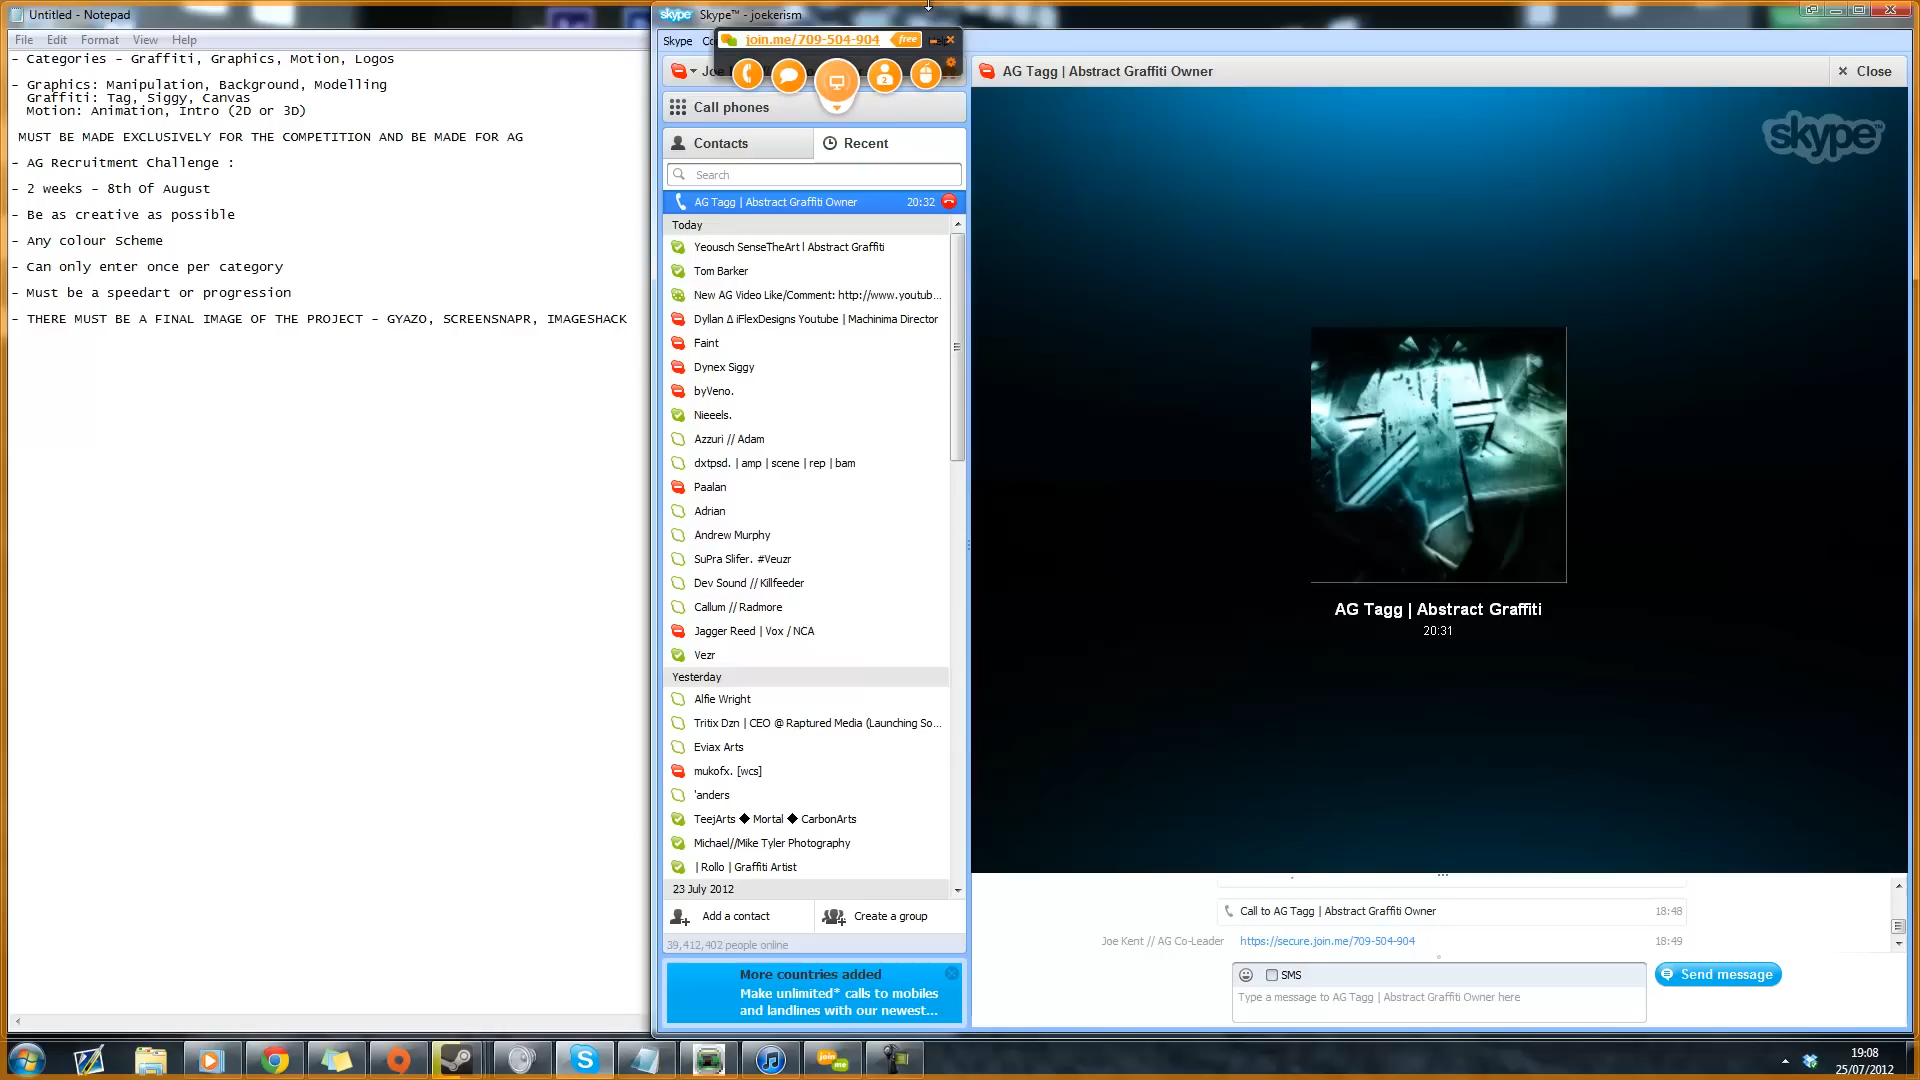 Untitled - Notepad
File Edit Format View Help
- Categories - Graffiti, Graphics, Motion, Logos
- Graphics: Manipulation, Background, Modelling
Graffiti: Tag, Siggy, Canvas
Motion: Animation, Intro (2D or 3D)
MUST BE MADE EXCLUSIVELY FOR THE COMPETITION AND BE MADE FOR AG
- AG Recruitment Challenge :
- 2 weeks - 8th Of August
- Be as creative as possible
- Any colour Scheme
- Can only enter once per category
- Must be a speedart or progression
- THERE MUST BE A FINAL IMAGE OF THE PROJECT - GYAZO, SCREENSNAPR, IMAGESHACK
skype Skype™ - joekerism
Skype
join.me/709-504-904 free
2
Call phones
Contacts Recent
Search
AG Tagg | Abstract Graffiti Owner 20:32
Today
Yeousch SenseTheArt l Abstract Graffiti
Tom Barker
New AG Video Like/Comment: http://www.youtub...
Dyllan Δ iFlexDesigns Youtube | Machinima Director
Faint
Dynex Siggy
byVeno.
Nieeels.
Azzuri // Adam
dxtpsd. | amp | scene | rep | bam
Paalan
Adrian
Andrew Murphy
SuPra Slifer. #Veuzr
Dev Sound // Killfeeder
Callum // Radmore
Jagger Reed | Vox / NCA
Vezr
Yesterday
Alfie Wright
Tritix Dzn | CEO @ Raptured Media (Launching So...
Eviax Arts
mukofx. [wcs]
'anders
TeejArts ◆ Mortal ◆ CarbonArts
Michael//Mike Tyler Photography
| Rollo | Graffiti Artist
23 July 2012
Add a contact Create a group
39,412,402 people online
More countries added
Make unlimited* calls to mobiles
and landlines with our newest...
AG Tagg | Abstract Graffiti Owner
Close
skype™
AG Tagg | Abstract Graffiti
20:31
Call to AG Tagg | Abstract Graffiti Owner 18:48
Joe Kent // AG Co-Leader https://secure.join.me/709-504-904 18:49
SMS
Type a message to AG Tagg | Abstract Graffiti Owner here
Send message
join me
19:08
25/07/2012